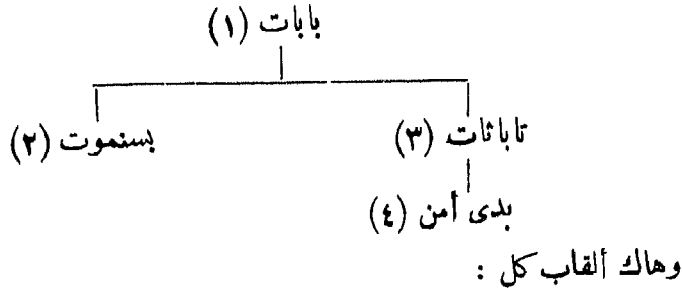 بابات (١)
تاباثات (٣) بسنموت (٢)
بدى أمن (٤)
وهاك ألقاب كل :